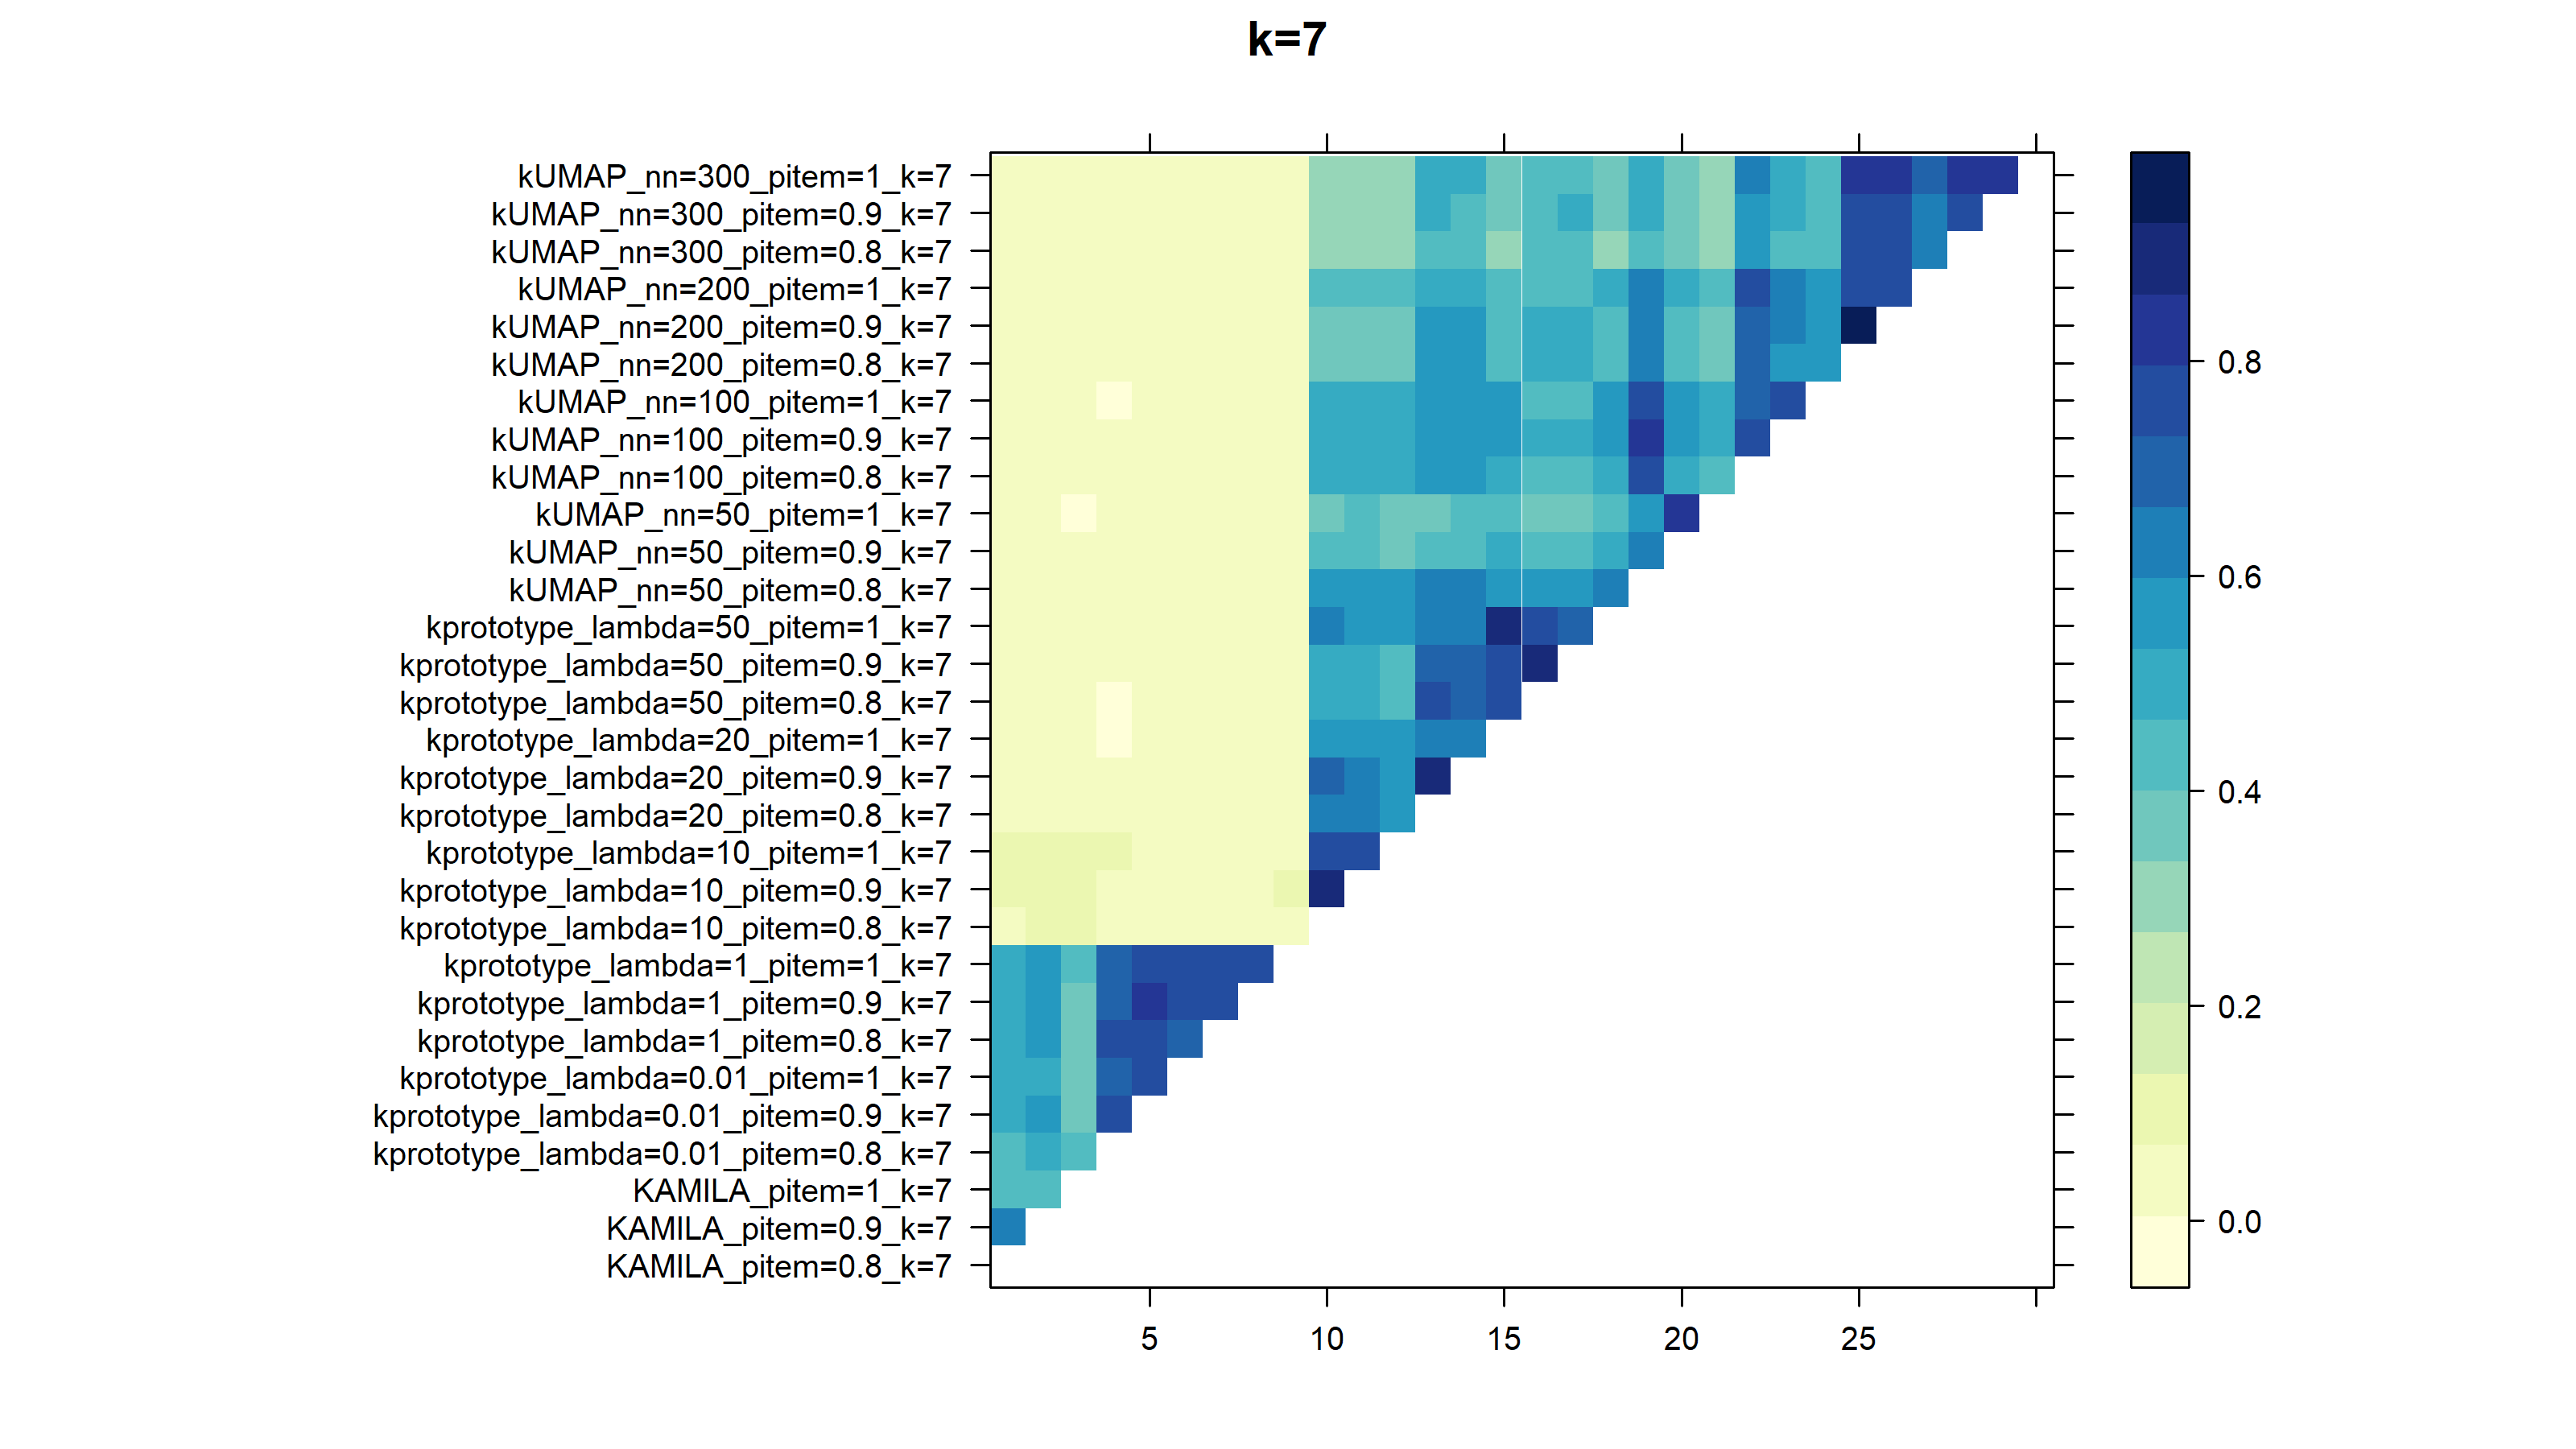 k=7
kUMAP_nn=300_pitem=1_k=7
kUMAP_nn=300_pitem=0.9_k=7
kUMAP_nn=300_pitem=0.8_k=7
kUMAP_nn=200_pitem=1_k=7
kUMAP_nn=200_pitem=0.9_k=7
kUMAP_nn=200_pitem=0.8_k=7
kUMAP_nn=100_pitem=1_k=7
kUMAP_nn=100_pitem=0.9_k=7
kUMAP_nn=100_pitem=0.8_k=7
kUMAP_nn=50_pitem=1_k=7
kUMAP_nn=50_pitem=0.9_k=7
kUMAP_nn=50_pitem=0.8_k=7
kprototype_lambda=50_pitem=1_k=7
kprototype_lambda=50_pitem=0.9_k=7
kprototype_lambda=50_pitem=0.8_k=7
kprototype_lambda=20_pitem=1_k=7
kprototype_lambda=20_pitem=0.9_k=7
kprototype_lambda=20_pitem=0.8_k=7
kprototype_lambda=10_pitem=1_k=7
kprototype_lambda=10_pitem=0.9_k=7
kprototype_lambda=10_pitem=0.8_k=7
kprototype_lambda=1_pitem=1_k=7
kprototype_lambda=1_pitem=0.9_k=7
kprototype_lambda=1_pitem=0.8_k=7
kprototype_lambda=0.01_pitem=1_k=7
kprototype_lambda=0.01_pitem=0.9_k=7
kprototype_lambda=0.01_pitem=0.8_k=7
KAMILA_pitem=1_k=7
KAMILA_pitem=0.9_k=7
KAMILA_pitem=0.8_k=7
5 10 15 20 25
0.8
0.6
0.4
0.2
0.0